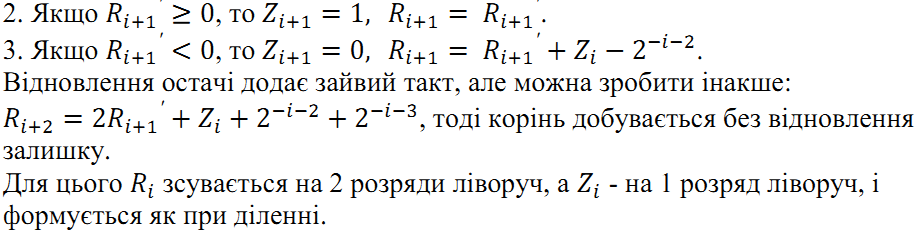 2. Якщо $R_{i+1}{}' \geq 0$, то $Z_{i+1} = 1,\ R_{i+1} = R_{i+1}{}'$.
3. Якщо $R_{i+1}{}' < 0$, то $Z_{i+1} = 0,\ R_{i+1} = R_{i+1}{}' + Z_i - 2^{-i-2}$.
Відновлення остачі додає зайвий такт, але можна зробити інакше:
$R_{i+2} = 2R_{i+1}{}' + Z_i + 2^{-i-2} + 2^{-i-3}$, тоді корінь добувається без відновлення
залишку.
Для цього $R_i$ зсувається на 2 розряди ліворуч, а $Z_i$ - на 1 розряд ліворуч, і
формується як при діленні.